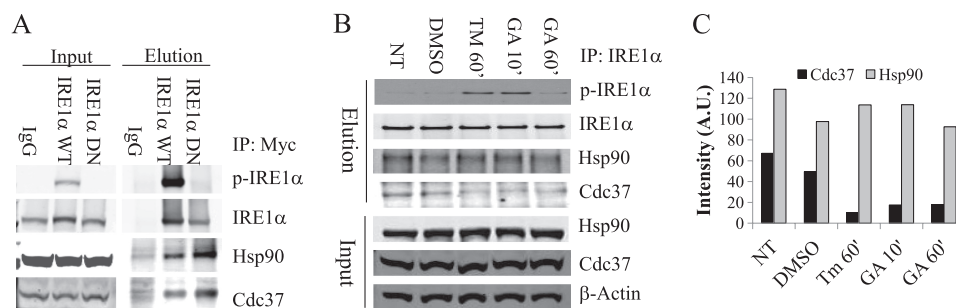 A
Input
Elution
IgG
IRE1α WT
IRE1α DN
IgG
IRE1α WT
IRE1α DN
IP: Myc
p-IRE1α
IRE1α
Hsp90
Cdc37
B
NT
DMSO
TM 60’
GA 10’
GA 60’
IP: IRE1α
Elution
p-IRE1α
IRE1α
Hsp90
Cdc37
Input
Hsp90
Cdc37
β-Actin
C
Cdc37
Hsp90
Intensity (A.U.)
140
120
100
80
60
40
20
0
NT
DMSO
Tm 60'
GA 10'
GA 60'